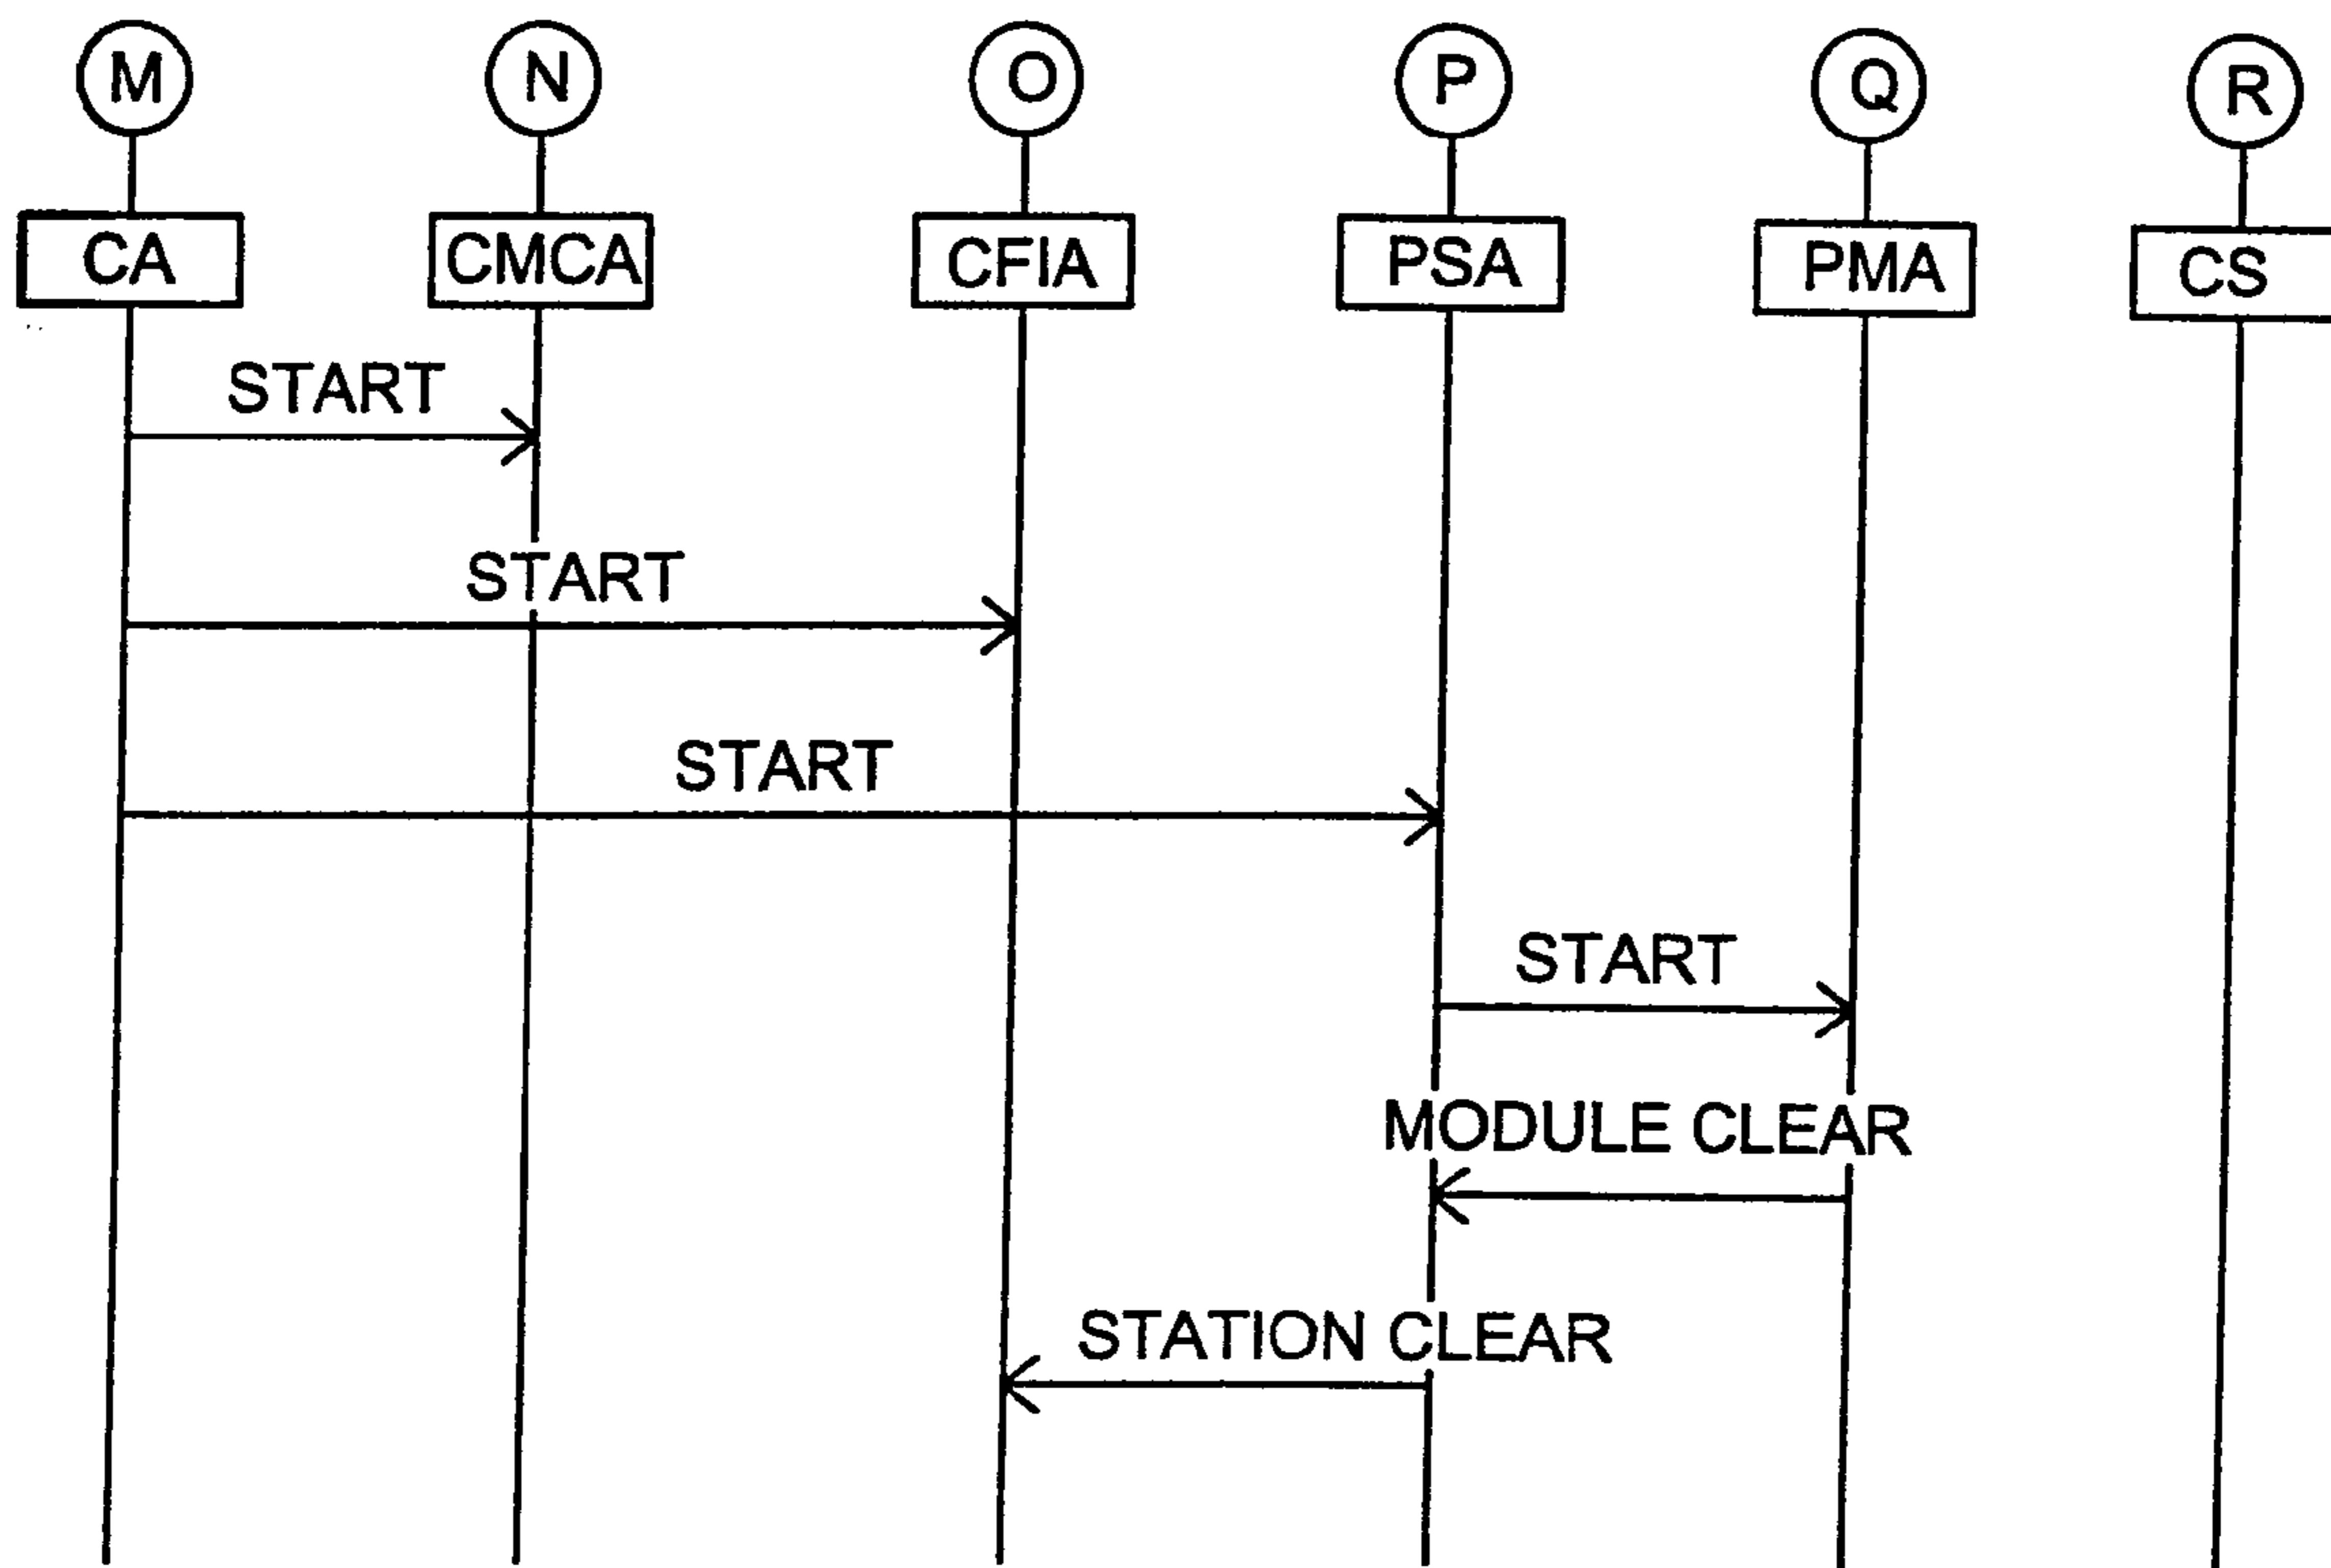 M N O P Q R
CA CMCA CFIA PSA PMA CS
START
START
START
START
MODULE CLEAR
STATION CLEAR